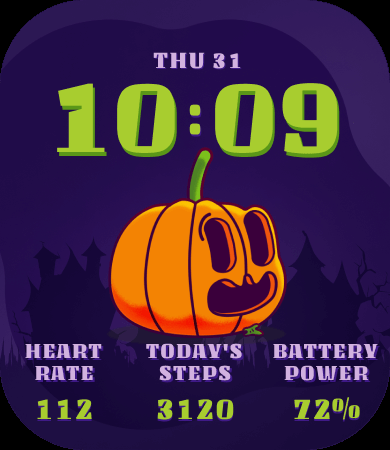 THU 31
10:09
HEART RATE
TODAY'S STEPS
BATTERY POWER
112
3120
72%